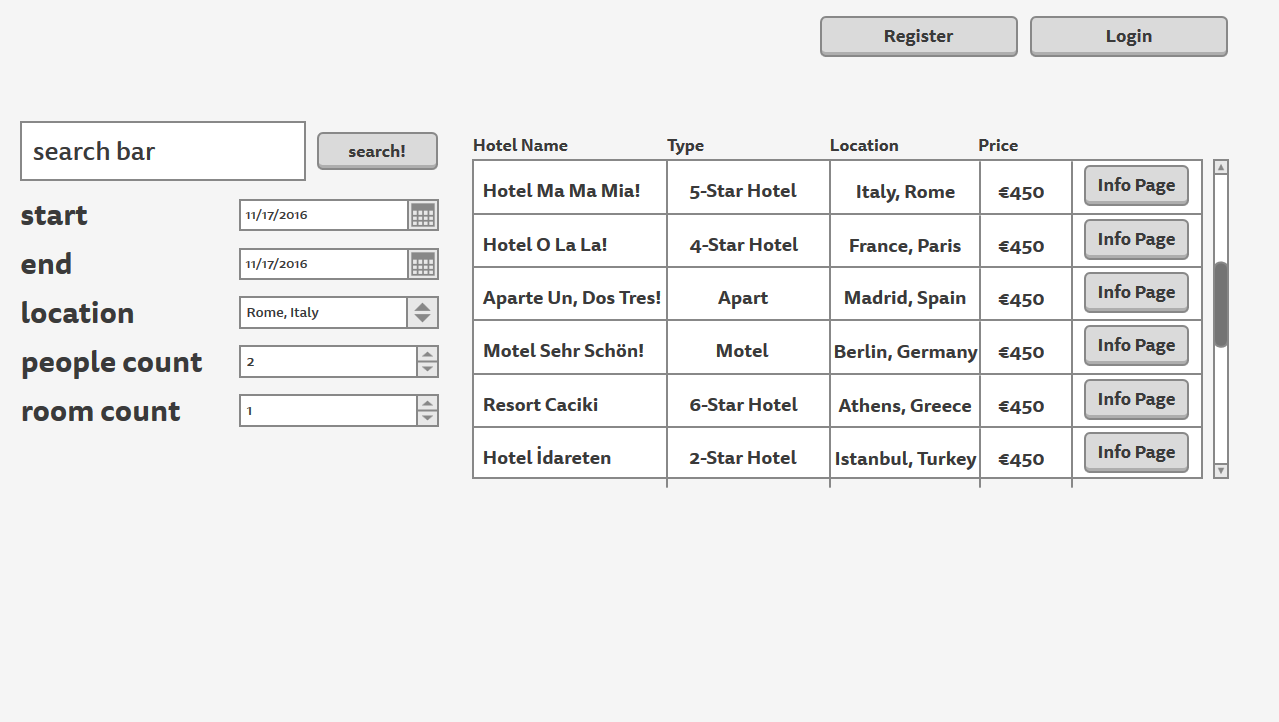 Register Login
search bar search!
start 11/17/2016
end 11/17/2016
location Rome, Italy
people count 2
room count 1
Hotel Name Type Location Price
Hotel Ma Ma Mia! 5-Star Hotel Italy, Rome €450 Info Page
Hotel O La La! 4-Star Hotel France, Paris €450 Info Page
Aparte Un, Dos Tres! Apart Madrid, Spain €450 Info Page
Motel Sehr Schön! Motel Berlin, Germany €450 Info Page
Resort Caciki 6-Star Hotel Athens, Greece €450 Info Page
Hotel İdareten 2-Star Hotel Istanbul, Turkey €450 Info Page